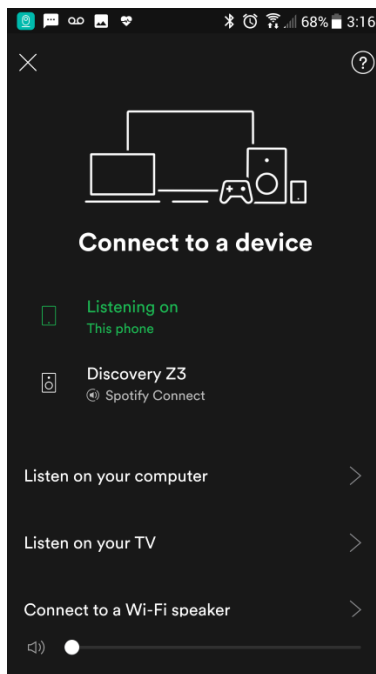 68% 3:16
?
Connect to a device
Listening on
This phone
Discovery Z3
Spotify Connect
Listen on your computer
Listen on your TV
Connect to a Wi-Fi speaker